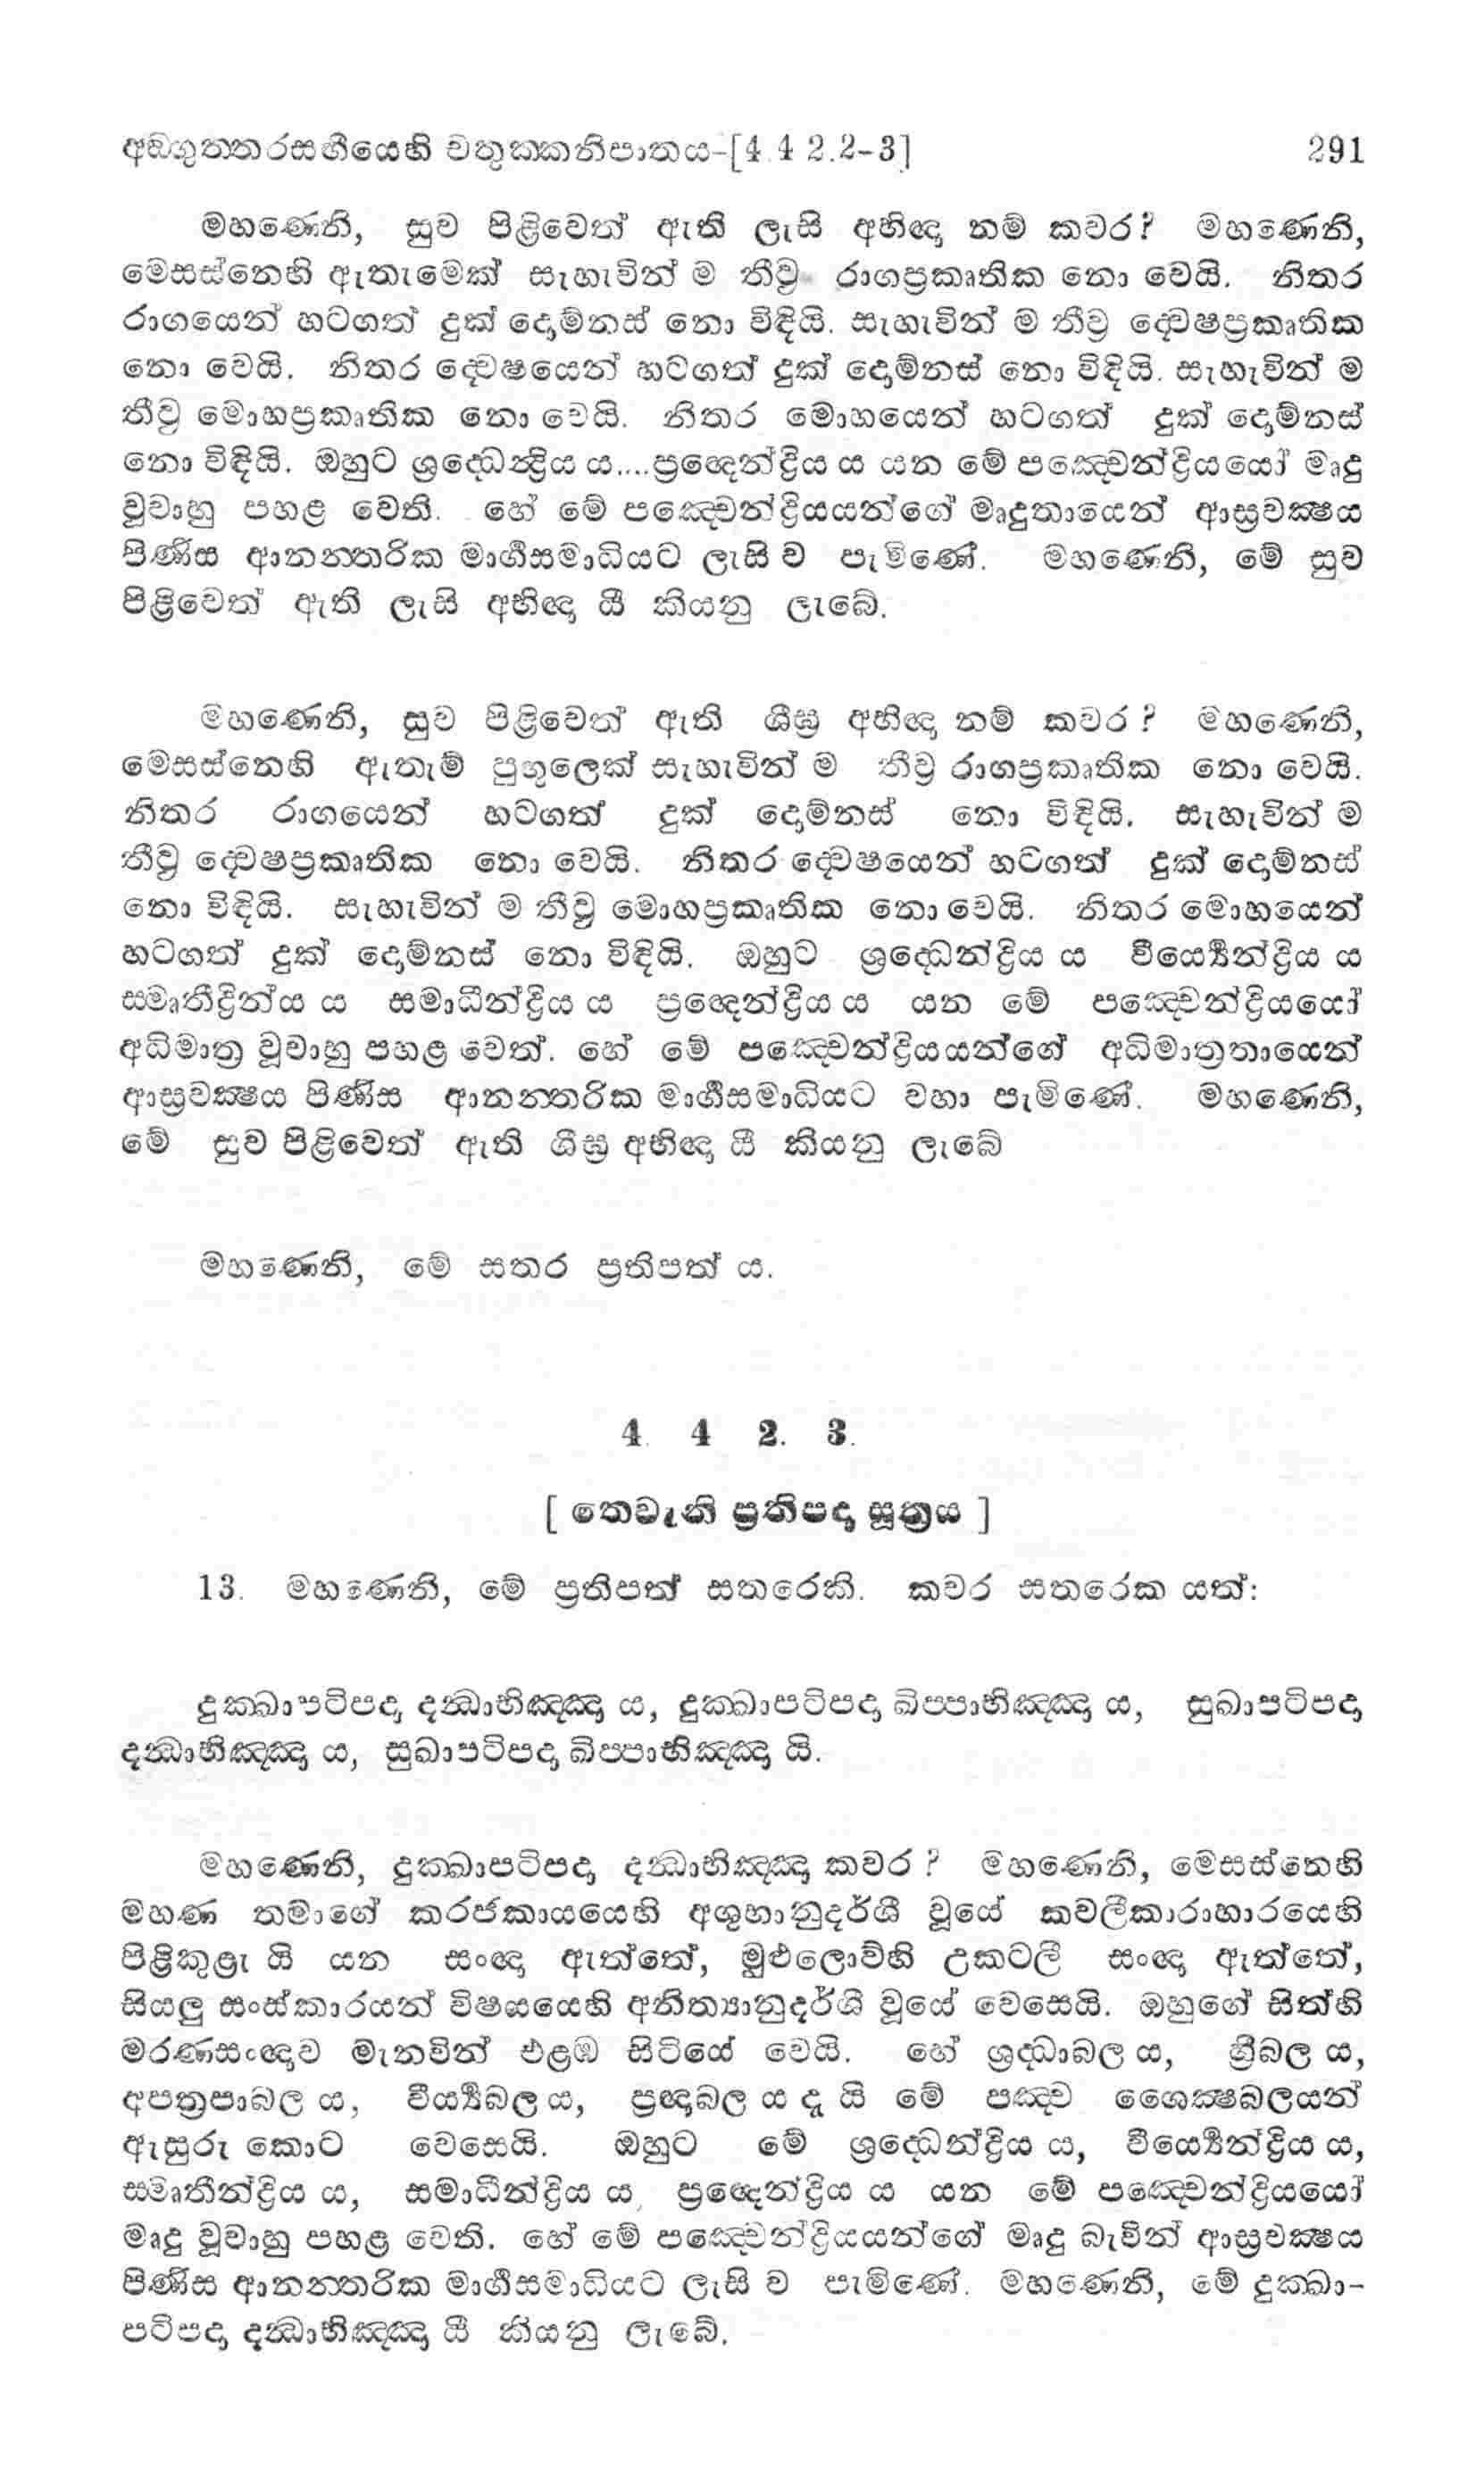 අඞ්ගුත්තරසඟියෙහි චතුක්කනිපාතය-[4.4 2.2-3] 291
මහණෙනි, සුව පිළිවෙත් ඇති ලැසි අභිඥා නම් කවර? මහණෙනි,
මෙසස්නෙහි ඇතැමෙක් සැහැවින් ම තීව්‍ර රාගප්‍රකෘතික නො වෙයි. නිතර
රාගයෙන් හටගත් දුක් දොම්නස් නො විඳියි. සැහැවින් ම තීව්‍ර ද්වේෂප්‍රකෘතික
නො වෙයි. නිතර ද්වේෂයෙන් හටගත් දුක් දොම්නස් නො විඳියි. සැහැවින් ම
තීව්‍ර මොහප්‍රකෘතික නො වෙයි. නිතර මොහයෙන් හටගත් දුක් දොම්නස්
නො විඳියි. ඔහුට ශ්‍රද්ධෙන්ද්‍රිය ය....ප්‍රඥෙන්ද්‍රිය ය යන මේ පඤ්චෙන්ද්‍රියයෝ මෘදු
වූවාහු පහළ වෙති. හේ මේ පඤ්චෙන්ද්‍රියයන්ගේ මෘදුතායෙන් ආස්‍රවක්‍ෂය
පිණිස ආනන්තරික මාර්ගසමාධියට ලැසි ව පැමිණේ. මහණෙනි, මේ සුව
පිළිවෙත් ඇති ලැසි අභිඥා යී කියනු ලැබේ.
මහණෙනි, සුව පිළිවෙත් ඇති ශීඝ්‍ර අභිඥා නම් කවර? මහණෙනි,
මෙසස්නෙහි ඇතැම් පුගුලෙක් සැහැවින් ම තීව්‍ර රාගප්‍රකෘතික නො වෙයි.
නිතර රාගයෙන් හටගත් දුක් දොම්නස් නො විඳියි. සැහැවින් ම
තීව්‍ර ද්වේෂප්‍රකෘතික නො වෙයි. නිතර ද්වේෂයෙන් හටගත් දුක් දොම්නස්
නො විඳියි. සැහැවින් ම තීව්‍ර මොහප්‍රකෘතික නො වෙයි. නිතර මොහයෙන්
හටගත් දුක් දොම්නස් නො විඳියි. ඔහුට ශ්‍රද්ධෙන්ද්‍රිය ය වීර්‍ය්‍යෙන්ද්‍රිය ය
සමෘතීද්‍රින්ය ය සමාධීන්ද්‍රිය ය ප්‍රඥෙන්ද්‍රිය ය යන මේ පඤ්චෙන්ද්‍රියයෝ
අධිමාත්‍ර වූවාහු පහළ වෙත්. හේ මේ පඤ්චෙන්ද්‍රියයන්ගේ අධිමාත්‍රතායෙන්
ආස්‍රවක්‍ෂය පිණිස ආනන්තරික මාර්ගසමාධියට වහා පැමිණේ. මහණෙනි,
මේ සුව පිළිවෙත් ඇති ශීඝ්‍ර අභිඥා යී කියනු ලැබේ
මහණෙනි, මේ සතර ප්‍රතිපත් ය.
4. 4 2. 3.
[ තෙවැනි ප්‍රතිපදා සූත්‍රය ]
13. මහණෙනි, මේ ප්‍රතිපත් සතරෙකි. කවර සතරෙක යත්:
දුක්ඛාපටිපදා දන්ධාභිඤ්ඤා ය, දුක්ඛාපටිපදා ඛිප්පාභිඤ්ඤා ය, සුඛාපටිපදා
දන්ධාභිඤ්ඤා ය, සුඛාපටිපදා ඛිප්පාභිඤ්ඤා යි.
මහණෙනි, දුක්ඛාපටිපදා දන්ධාභිඤ්ඤා කවර? මහණෙනි, මෙසස්නෙහි
මහණ තමාගේ කරජකායයෙහි අශුභානුදර්ශී වූයේ කවලීකාරාහාරයෙහි
පිළිකුළැ යි යන සංඥා ඇත්තේ, මුළුලොව්හි උකටලී සංඥා ඇත්තේ,
සියලු සංස්කාරයන් විෂයයෙහි අනිත්‍යානුදර්ශී වූයේ වෙසෙයි. ඔහුගේ සිත්හි
මරණසංඥාව මැනවින් එළඹ සිටියේ වෙයි. හේ ශ්‍රද්ධාබල ය, හ්‍රීබල ය,
අපත්‍රපාබල ය, වීර්‍ය්‍යබල ය, ප්‍රඥාබල ය දැ යි මේ පඤ්ච ශෛක්‍ෂබලයන්
ඇසුරු කොට වෙසෙයි. ඔහුට මේ ශ්‍රද්ධෙන්ද්‍රිය ය, වීර්‍ය්‍යෙන්ද්‍රිය ය,
සමෘතීන්ද්‍රිය ය, සමාධීන්ද්‍රිය ය, ප්‍රඥෙන්ද්‍රිය ය යන මේ පඤ්චෙන්ද්‍රියයෝ
මෘදු වූවාහු පහළ වෙති. හේ මේ පඤ්චෙන්ද්‍රියයන්ගේ මෘදු බැවින් ආස්‍රවක්‍ෂය
පිණිස ආනන්තරික මාර්ගසමාධියට ලැසි ව පැමිණේ. මහණෙනි, මේ දුක්ඛා-
පටිපදා දන්ධාභිඤ්ඤා යී කියනු ලැබේ.